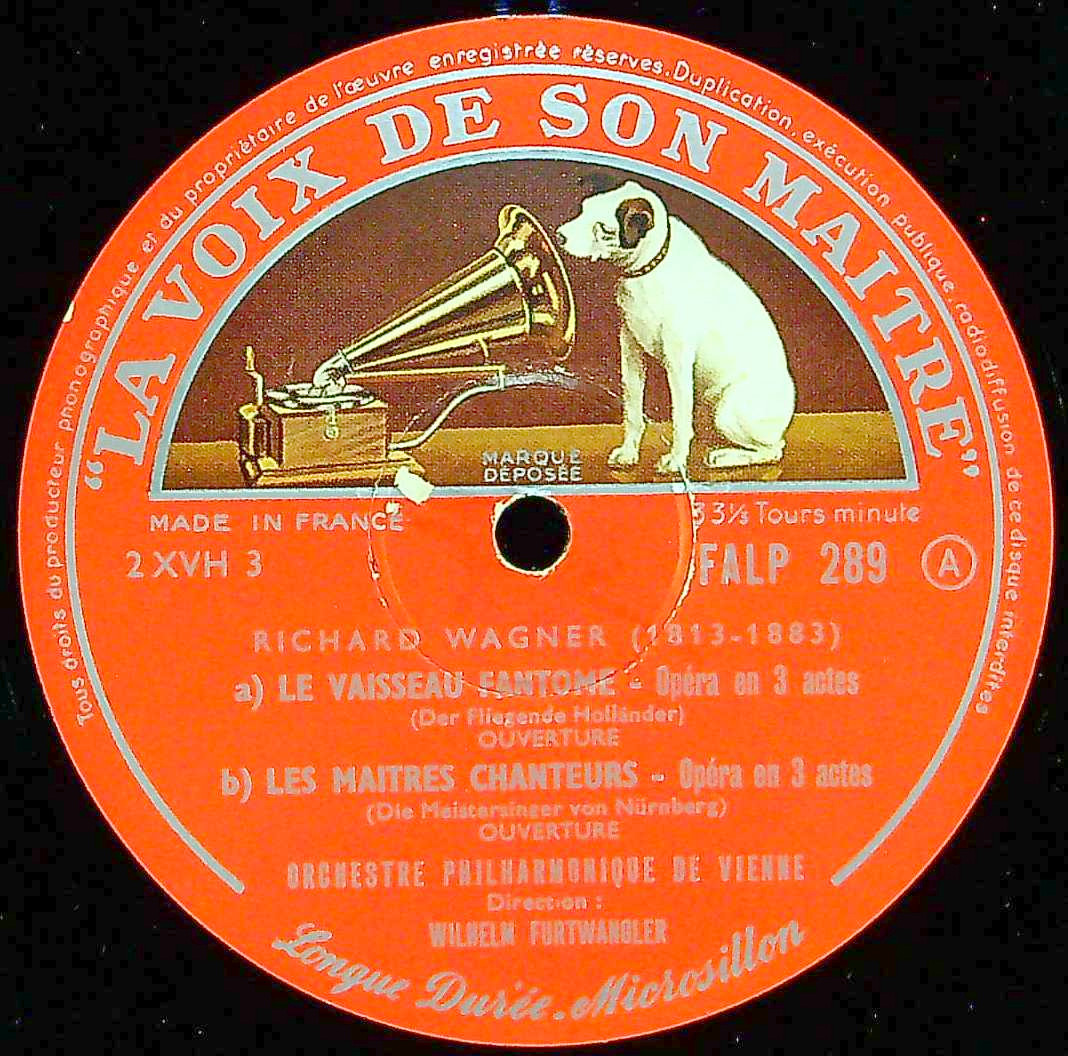 Tous droits du producteur phonographique et du propriétaire de l'œuvre enregistrée réservés. Duplication, exécution publique, radiodiffusion de ce disque interdites
“LA VOIX DE SON MAITRE”
MARQUE
DÉPOSÉE
MADE IN FRANCE
33⅓ Tours minute
2XVH 3
FALP 289
A
RICHARD WAGNER (1813-1883)
a) LE VAISSEAU FANTOME - Opéra en 3 actes
(Der Fliegende Holländer)
OUVERTURE
b) LES MAITRES CHANTEURS - Opéra en 3 actes
(Die Meistersinger von Nürnberg)
OUVERTURE
ORCHESTRE PHILHARMONIQUE DE VIENNE
Direction :
WILHELM FURTWANGLER
Longue Durée-Microsillon